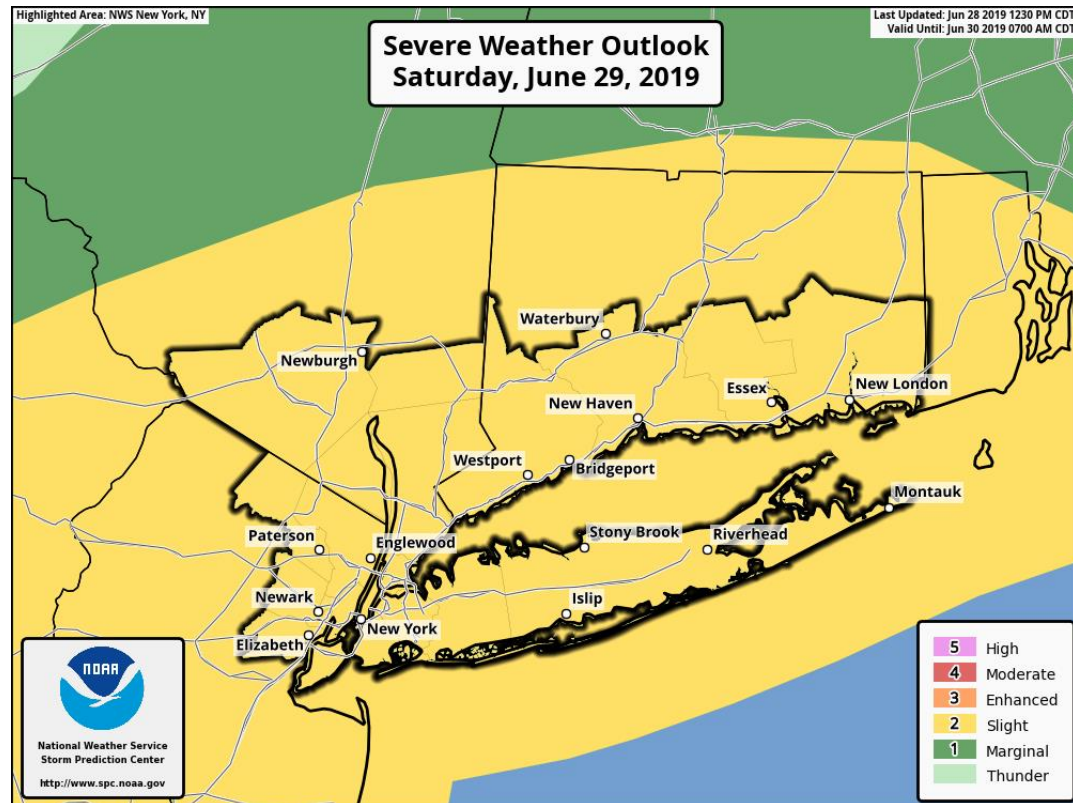 Highlighted Area: NWS New York, NY
Last Updated: Jun 28 2019 1230 PM CDT
Valid Until: Jun 30 2019 0700 AM CDT
Severe Weather Outlook
Saturday, June 29, 2019
Waterbury
Newburgh
Essex
New London
New Haven
Westport
Bridgeport
Montauk
Paterson
Englewood
Stony Brook
Riverhead
Newark
Islip
New York
Elizabeth
NOAA
National Weather Service
Storm Prediction Center
http://www.spc.noaa.gov
5 High
4 Moderate
3 Enhanced
2 Slight
1 Marginal
Thunder